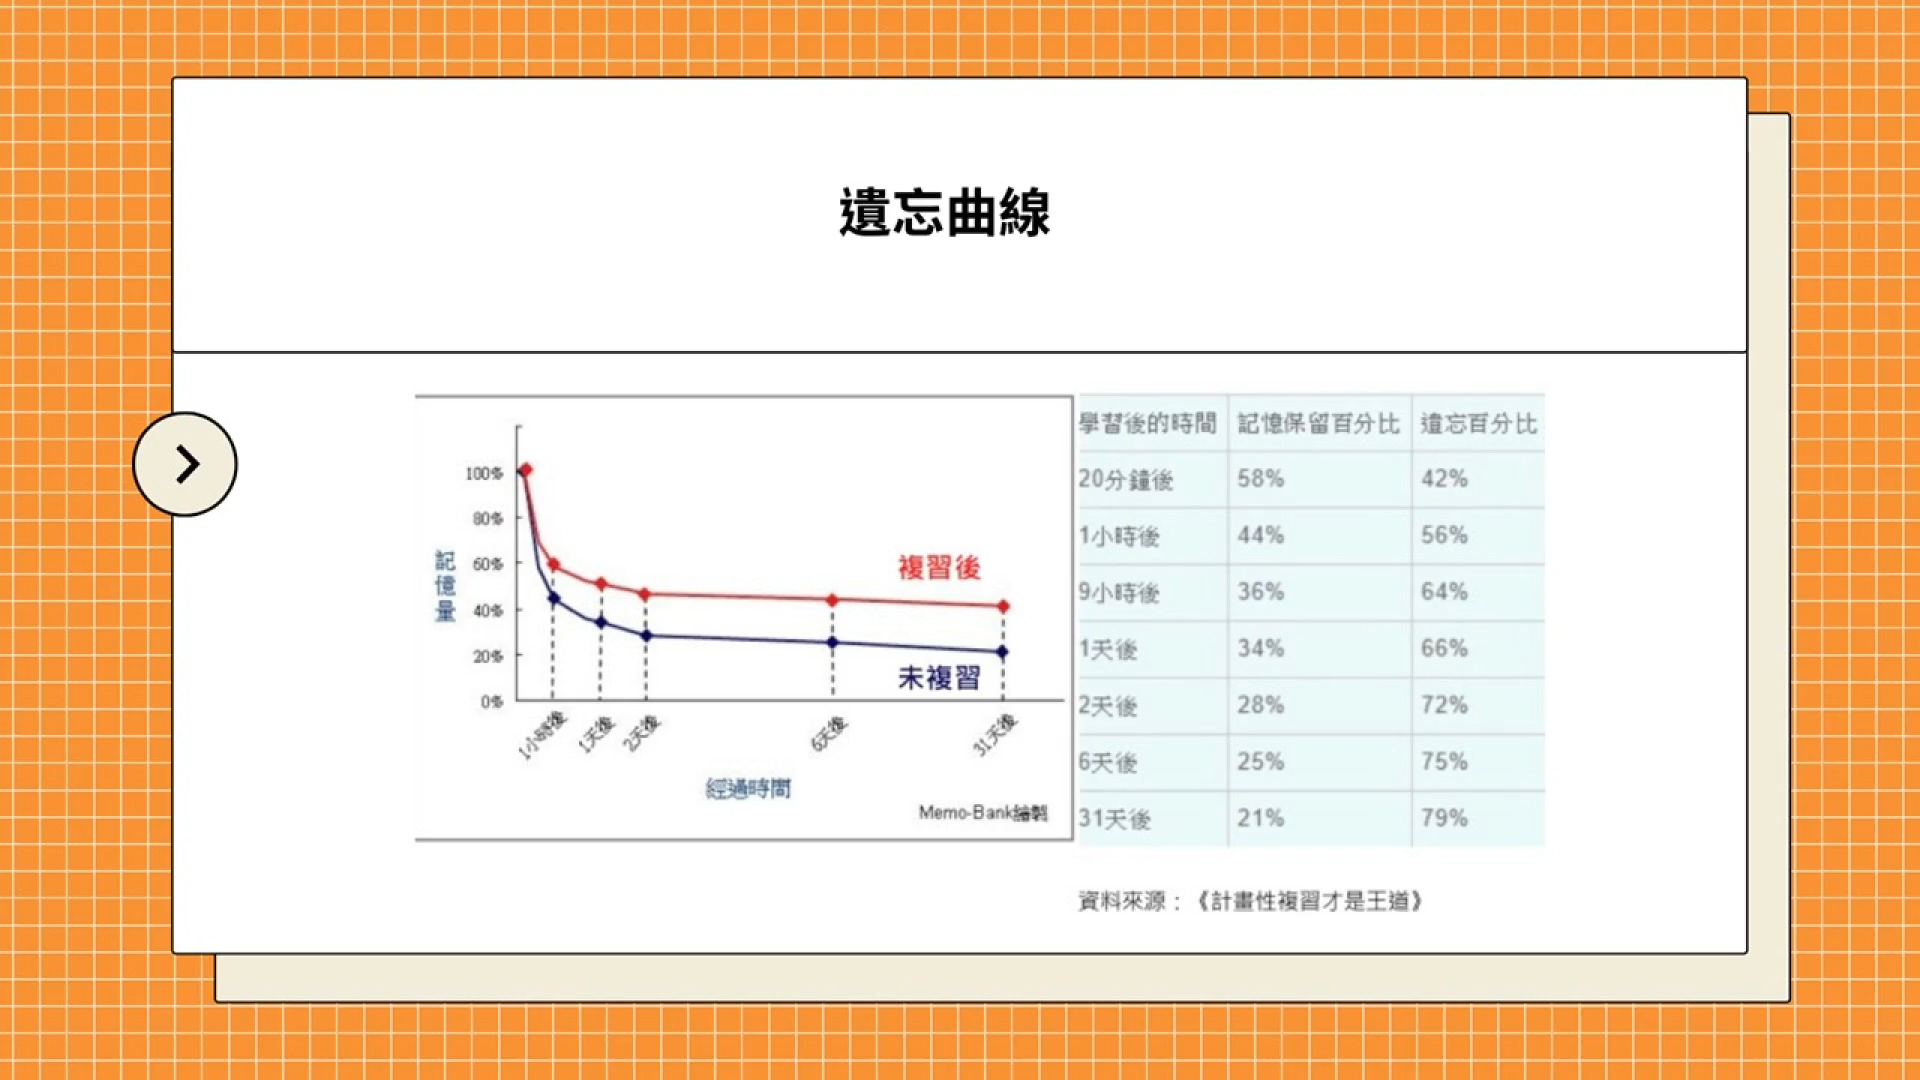 遺忘曲線
100%
80%
60%
40%
20%
0%
記憶量
複習後
未複習
1小時後
1天後
2天後
6天後
31天後
經過時間
Memo-Bank繪製
學習後的時間 記憶保留百分比 遺忘百分比
20分鐘後 58% 42%
1小時後 44% 56%
9小時後 36% 64%
1天後 34% 66%
2天後 28% 72%
6天後 25% 75%
31天後 21% 79%
資料來源：《計畫性複習才是王道》